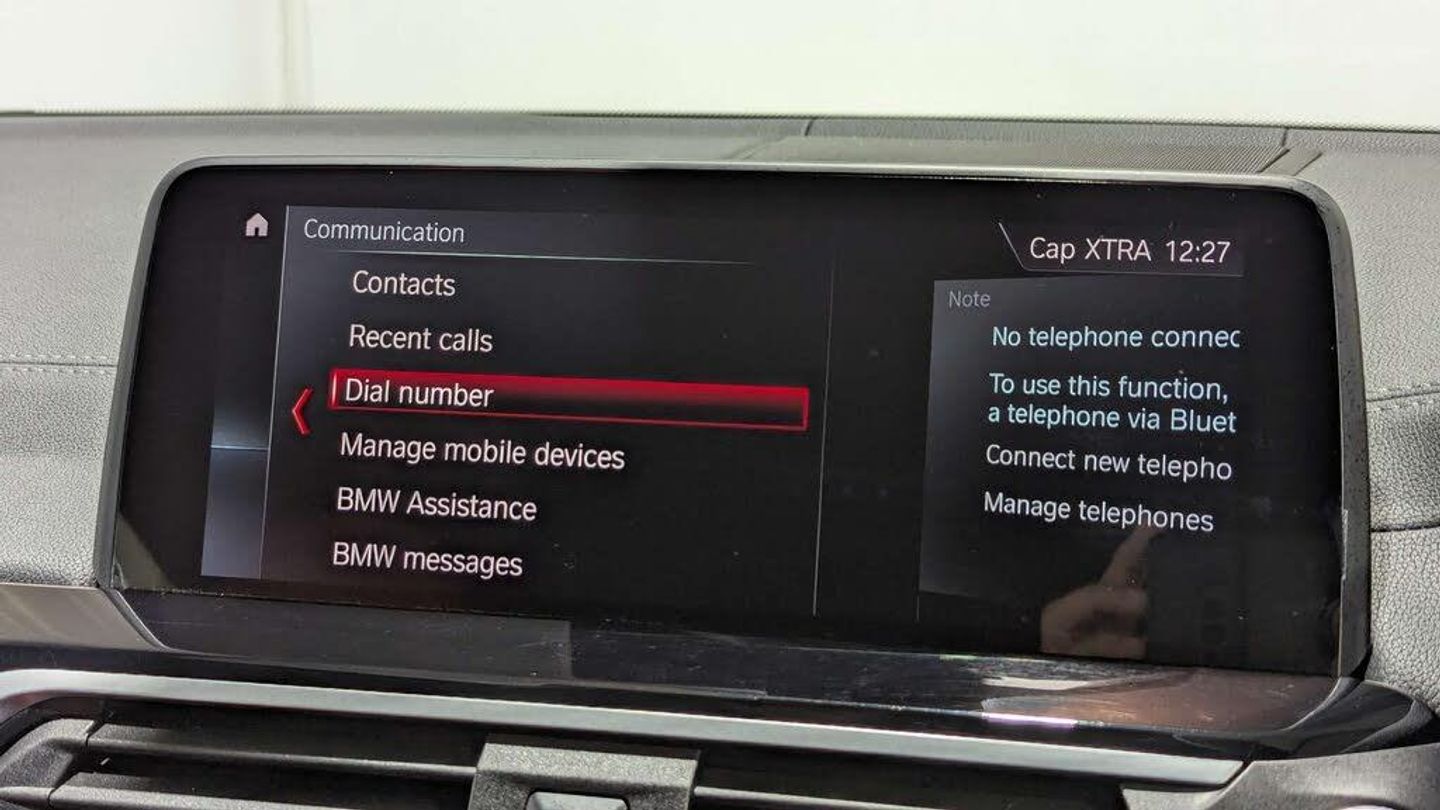 Communication
Contacts
Recent calls
Dial number
Manage mobile devices
BMW Assistance
BMW messages
Cap XTRA 12:27
Note
No telephone connec
To use this function,
a telephone via Bluet
Connect new telepho
Manage telephones